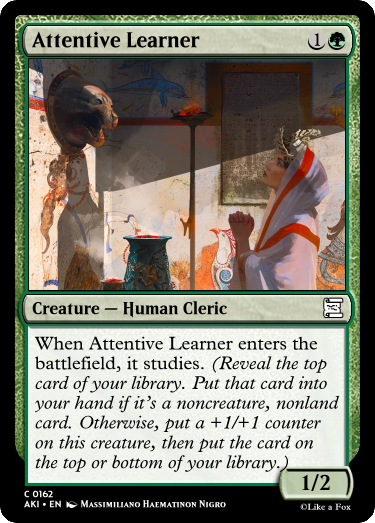 Attentive Learner 1
Creature — Human Cleric
When Attentive Learner enters the
battlefield, it studies. (Reveal the top
card of your library. Put that card into
your hand if it's a noncreature, nonland
card. Otherwise, put a +1/+1 counter
on this creature, then put the card on
the top or bottom of your library.)
1/2
C 0162
AKI • EN Massimiliano Haematinon Nigro
©Like a Fox